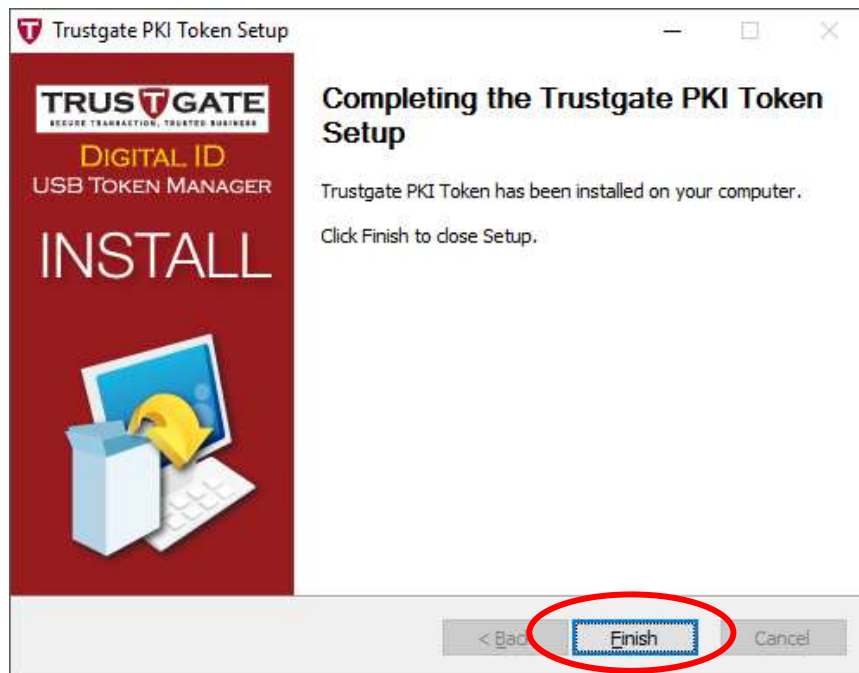 Trustgate PKI Token Setup
TRUSTGATE
SECURE TRANSACTION, TRUSTED BUSINESS
DIGITAL ID
USB TOKEN MANAGER
INSTALL
Completing the Trustgate PKI Token
Setup
Trustgate PKI Token has been installed on your computer.
Click Finish to close Setup.
< Back Finish Cancel